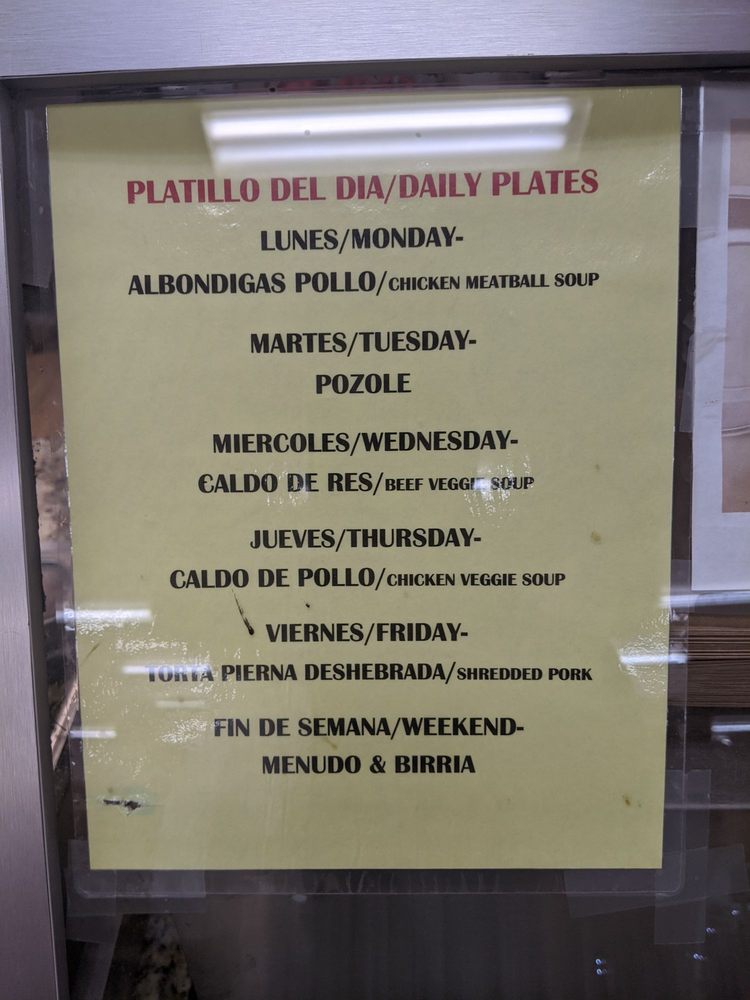 PLATILLO DEL DIA/DAILY PLATES
LUNES/MONDAY-
ALBONDIGAS POLLO/CHICKEN MEATBALL SOUP
MARTES/TUESDAY-
POZOLE
MIERCOLES/WEDNESDAY-
CALDO DE RES/BEEF VEGGIE SOUP
JUEVES/THURSDAY-
CALDO DE POLLO/CHICKEN VEGGIE SOUP
VIERNES/FRIDAY-
TORTA PIERNA DESHEBRADA/SHREDDED PORK
FIN DE SEMANA/WEEKEND-
MENUDO & BIRRIA